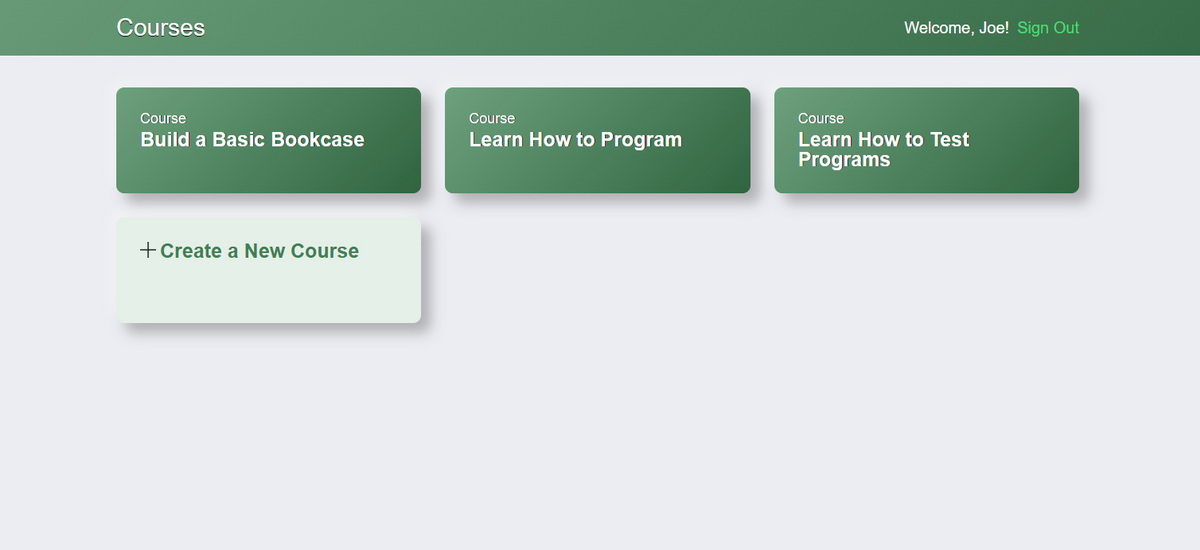 Courses
Welcome, Joe! Sign Out
Course
Build a Basic Bookcase
Course
Learn How to Program
Course
Learn How to Test
Programs
Create a New Course